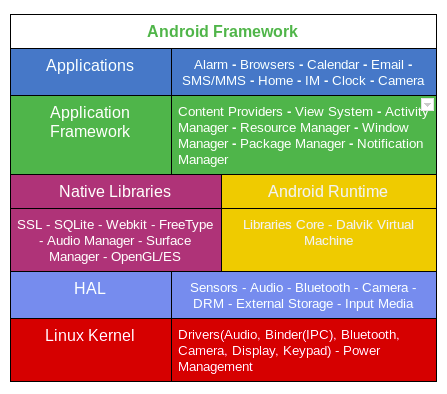 Android Framework
Applications
Alarm - Browsers - Calendar - Email -
SMS/MMS - Home - IM - Clock - Camera
Application
Framework
Content Providers - View System - Activity
Manager - Resource Manager - Window
Manager - Package Manager - Notification
Manager
Native Libraries
Android Runtime
SSL - SQLite - Webkit - FreeType
- Audio Manager - Surface
Manager - OpenGL/ES
Libraries Core - Dalvik Virtual
Machine
HAL
Sensors - Audio - Bluetooth - Camera -
DRM - External Storage - Input Media
Linux Kernel
Drivers(Audio, Binder(IPC), Bluetooth,
Camera, Display, Keypad) - Power
Management